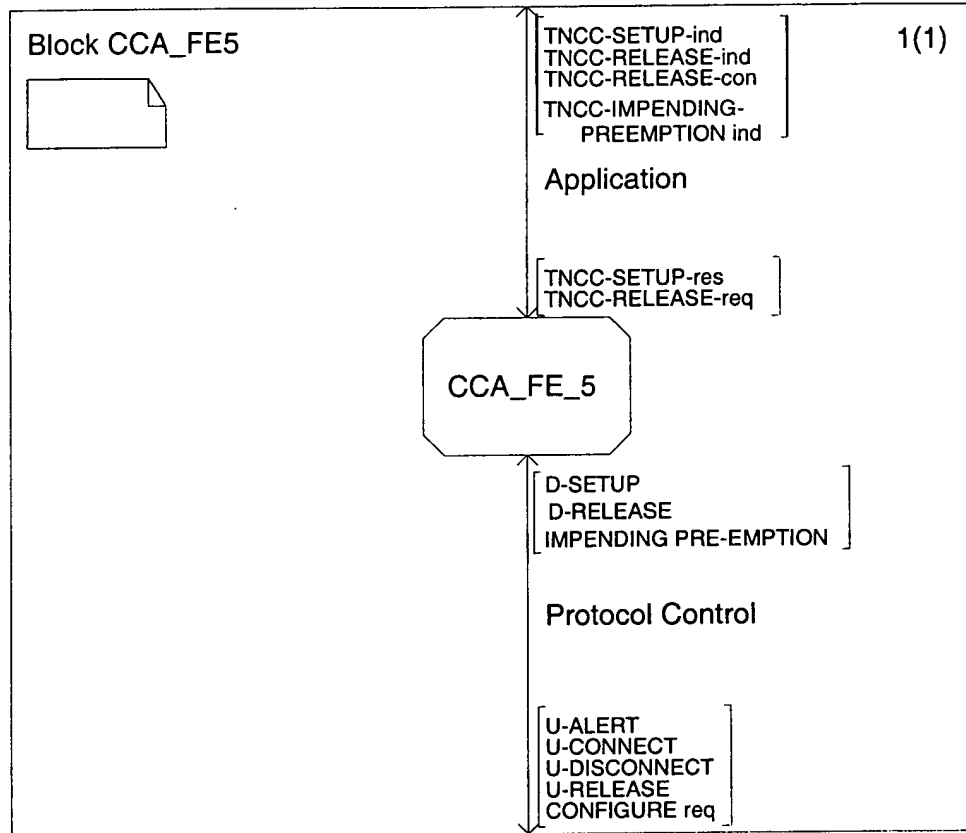 Block CCA_FE5
1(1)
TNCC-SETUP-ind
TNCC-RELEASE-ind
TNCC-RELEASE-con
TNCC-IMPENDING-
PREEMPTION ind
Application
TNCC-SETUP-res
TNCC-RELEASE-req
CCA_FE_5
D-SETUP
D-RELEASE
IMPENDING PRE-EMPTION
Protocol Control
U-ALERT
U-CONNECT
U-DISCONNECT
U-RELEASE
CONFIGURE req